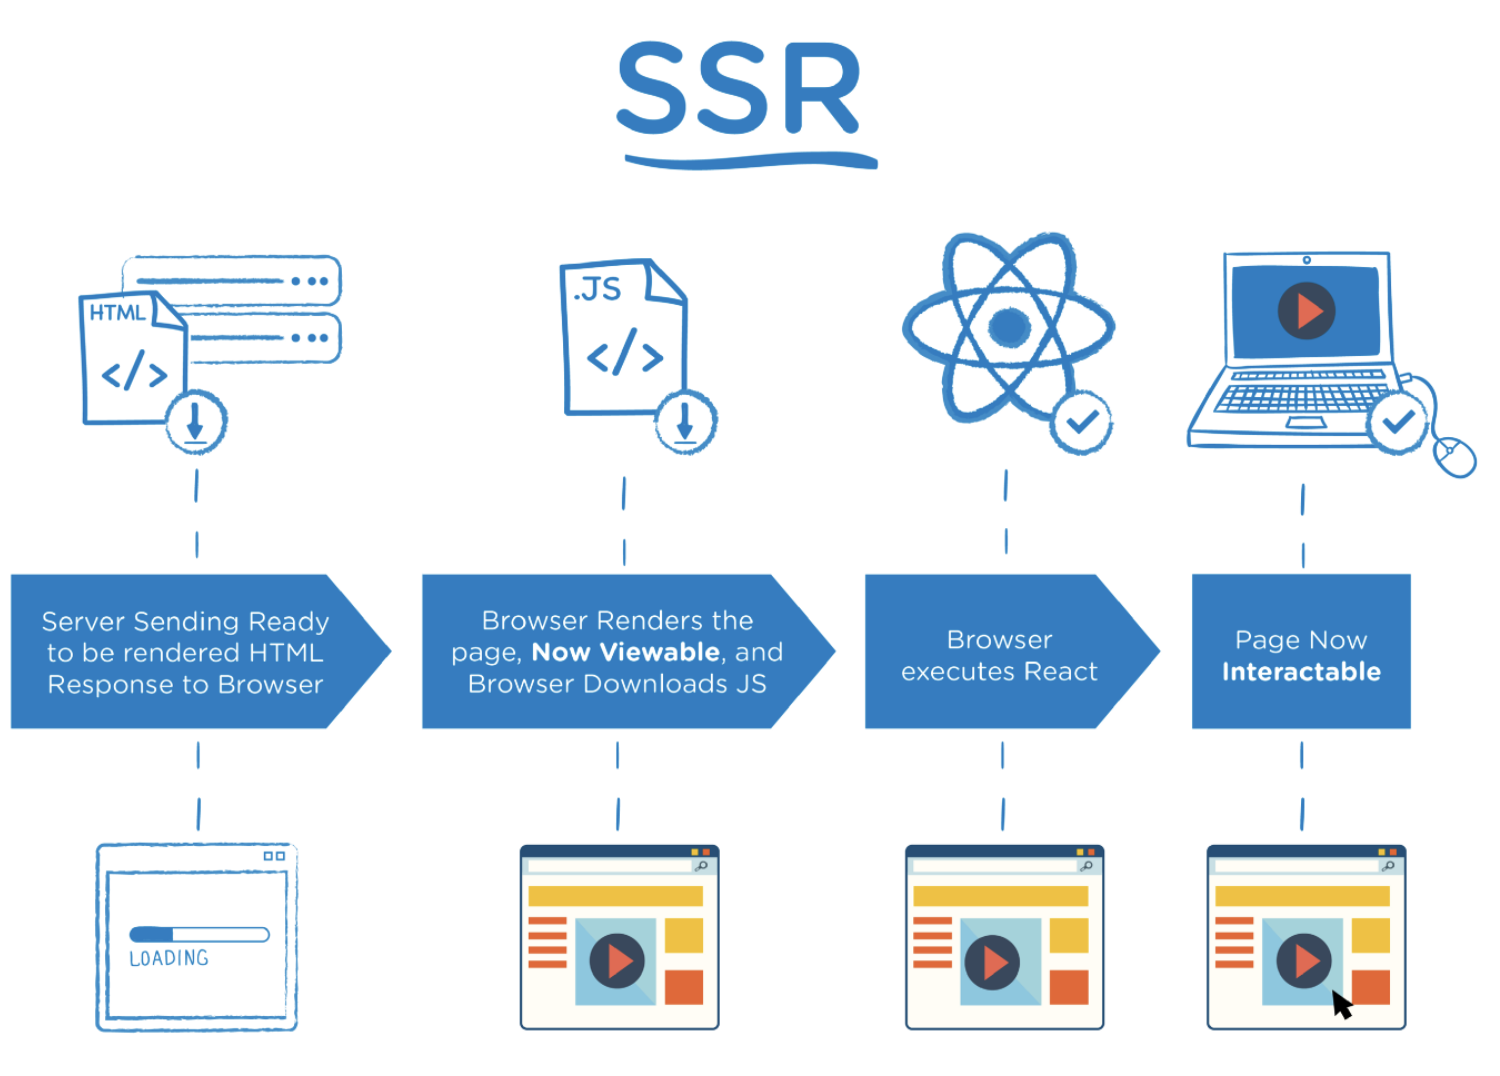 SSR
HTML
</>
.JS
</>
Server Sending Ready
to be rendered HTML
Response to Browser
Browser Renders the
page, Now Viewable, and
Browser Downloads JS
Browser
executes React
Page Now
Interactable
LOADING